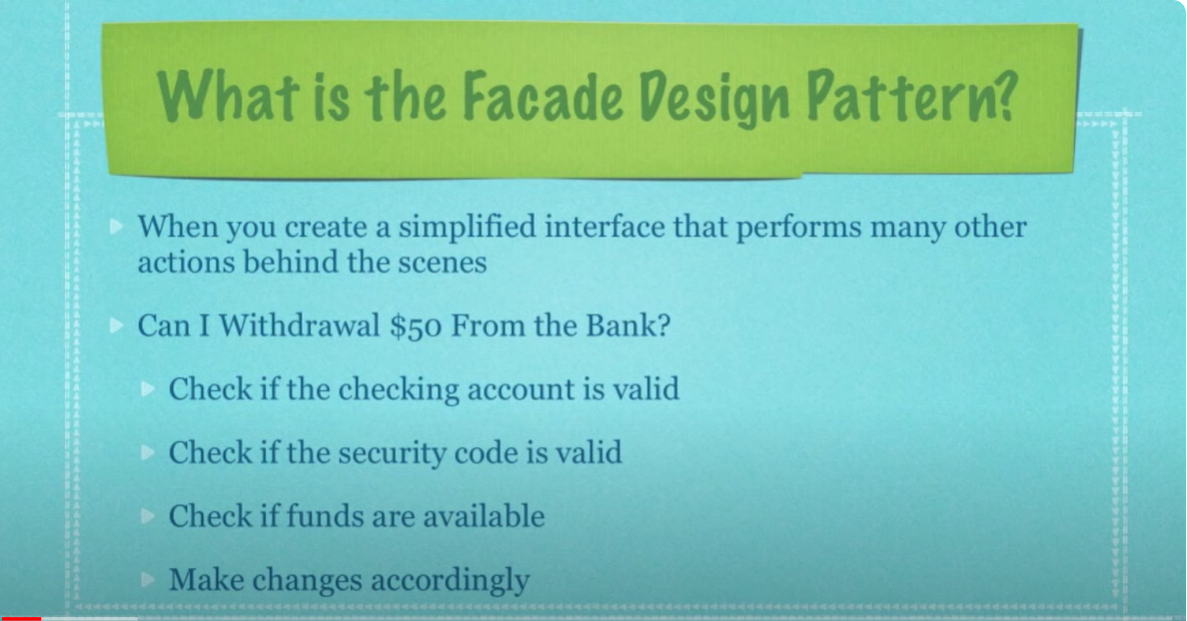 What is the Facade Design Pattern?
When you create a simplified interface that performs many other
actions behind the scenes
Can I Withdrawal $50 From the Bank?
Check if the checking account is valid
Check if the security code is valid
Check if funds are available
Make changes accordingly